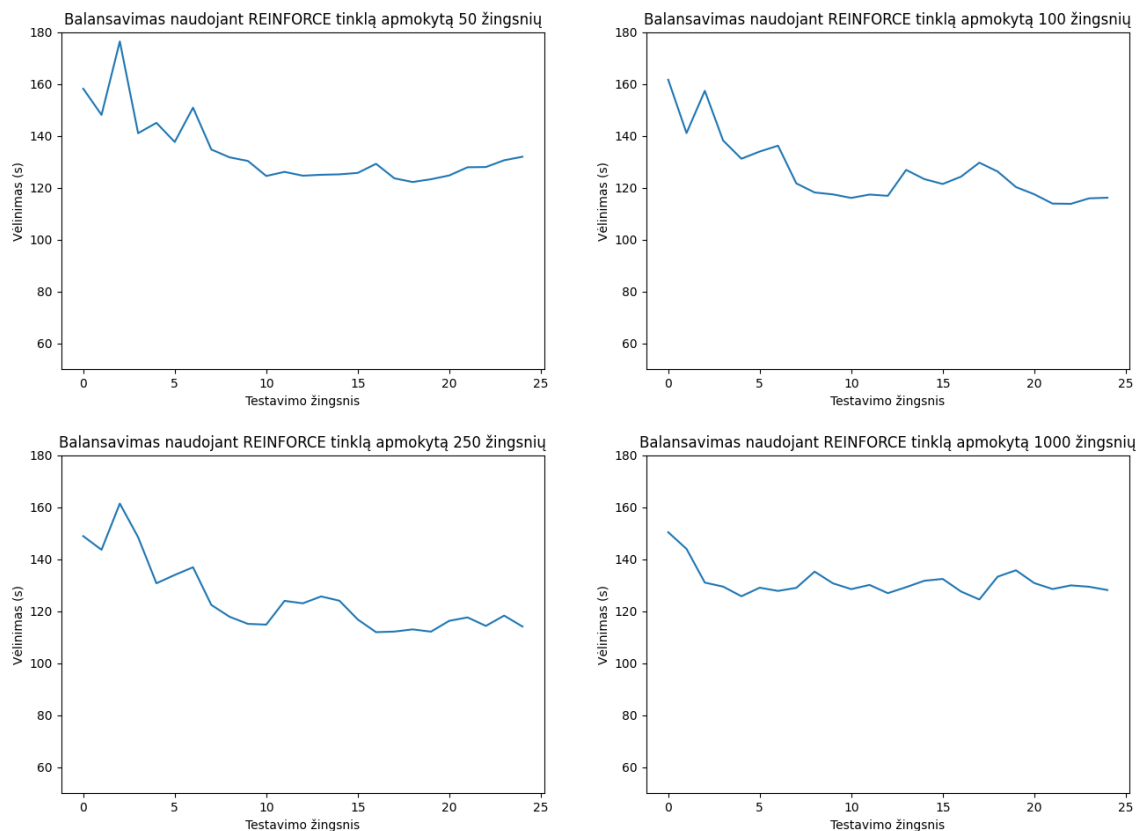 Balansavimas naudojant REINFORCE tinklą apmokytą 50 žingsnių
180
160
140
120
100
80
60
Vėlinimas (s)
0 5 10 15 20 25
Testavimo žingsnis
Balansavimas naudojant REINFORCE tinklą apmokytą 100 žingsnių
180
160
140
120
100
80
60
Vėlinimas (s)
0 5 10 15 20 25
Testavimo žingsnis
Balansavimas naudojant REINFORCE tinklą apmokytą 250 žingsnių
180
160
140
120
100
80
60
Vėlinimas (s)
0 5 10 15 20 25
Testavimo žingsnis
Balansavimas naudojant REINFORCE tinklą apmokytą 1000 žingsnių
180
160
140
120
100
80
60
Vėlinimas (s)
0 5 10 15 20 25
Testavimo žingsnis